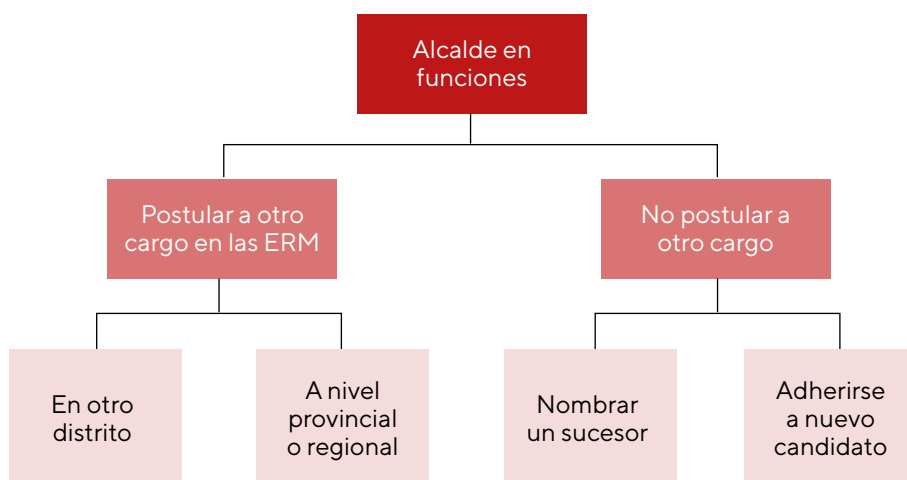 Alcalde en
funciones
Postular a otro
cargo en las ERM
No postular a
otro cargo
En otro
distrito
A nivel
provincial
o regional
Nombrar
un sucesor
Adherirse
a nuevo
candidato